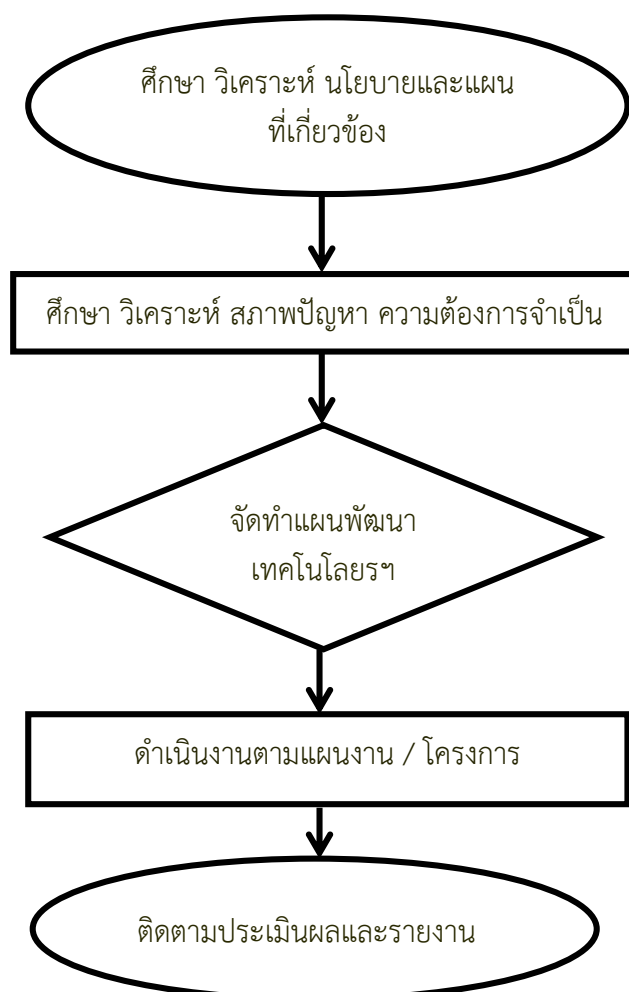 ศึกษา วิเคราะห์ นโยบายและแผน
ที่เกี่ยวข้อง
ศึกษา วิเคราะห์ สภาพปัญหา ความต้องการจำเป็น
จัดทำแผนพัฒนา
เทคโนโลยรฯ
ดำเนินงานตามแผนงาน / โครงการ
ติดตามประเมินผลและรายงาน